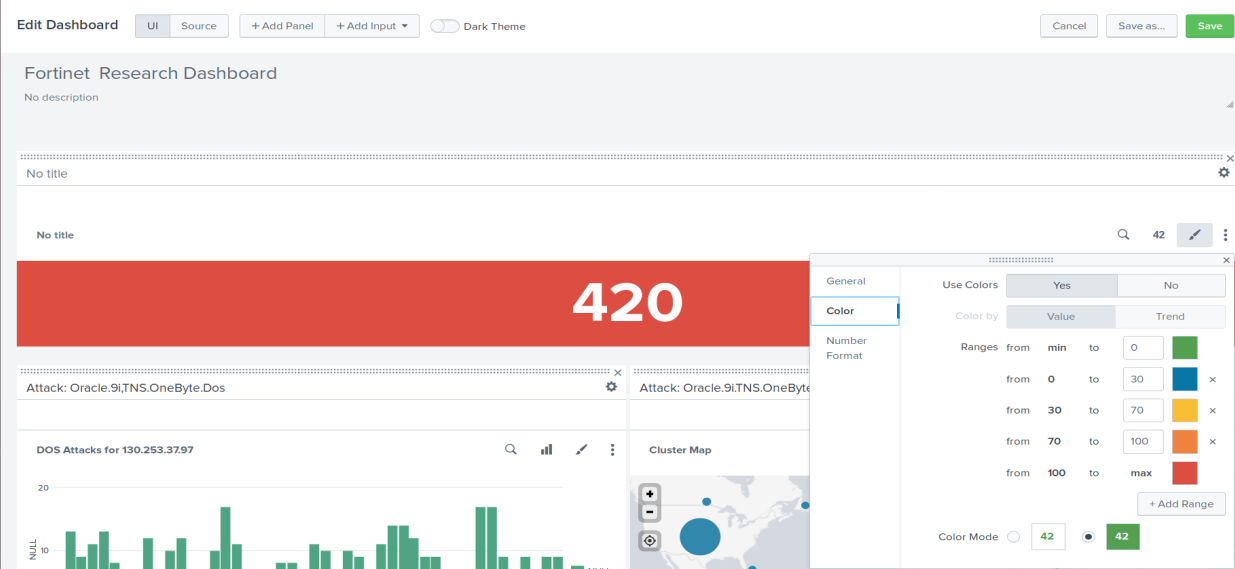 Edit Dashboard UI Source + Add Panel + Add Input Dark Theme Cancel Save as... Save
Fortinet Research Dashboard
No description
No title
No title 42
420
General
Color
Number
Format
Use Colors Yes No
Color by Value Trend
Ranges from min to 0
from 0 to 30
from 30 to 70
from 70 to 100
from 100 to max
+ Add Range
Color Mode 42 42
Attack: Oracle.9i,TNS.OneByte.Dos
DOS Attacks for 130.253.37.97
20
10
NULL
Attack: Oracle.9i.TNS.OneByte
Cluster Map